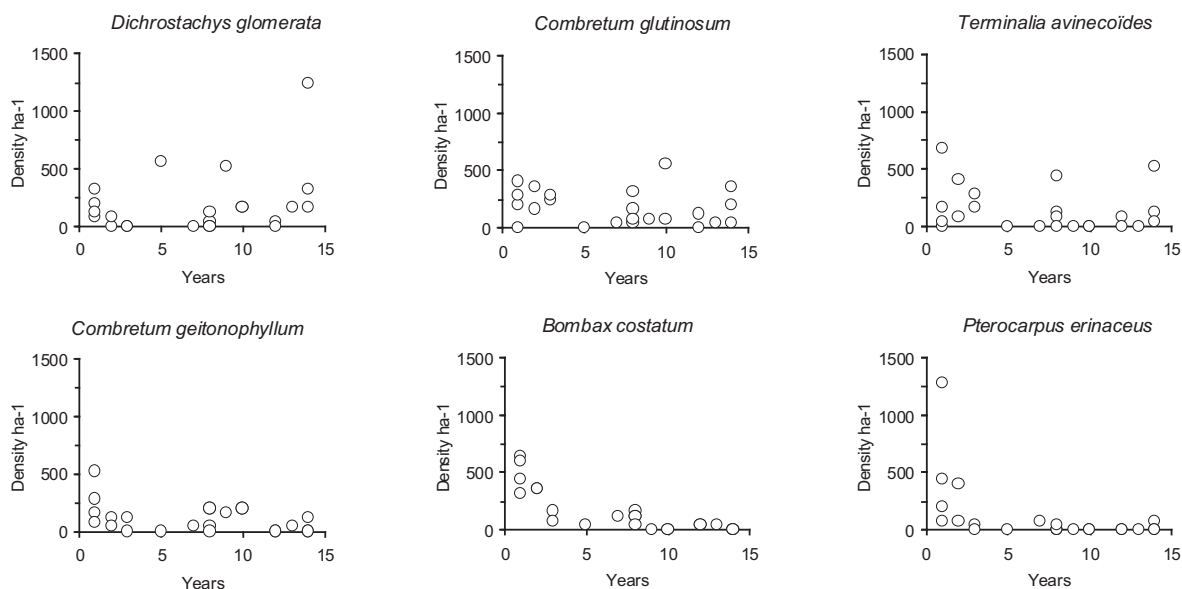 Dichrostachys glomerata
1500
1000
500
0
Density ha-1
0 5 10 15
Years
Combretum glutinosum
1500
1000
500
0
Density ha-1
0 5 10 15
Years
Terminalia avinecoïdes
1500
1000
500
0
Density ha-1
0 5 10 15
Years
Combretum geitonophyllum
1500
1000
500
0
Density ha-1
0 5 10 15
Years
Bombax costatum
1500
1000
500
0
Density ha-1
0 5 10 15
Years
Pterocarpus erinaceus
1500
1000
500
0
Density ha-1
0 5 10 15
Years